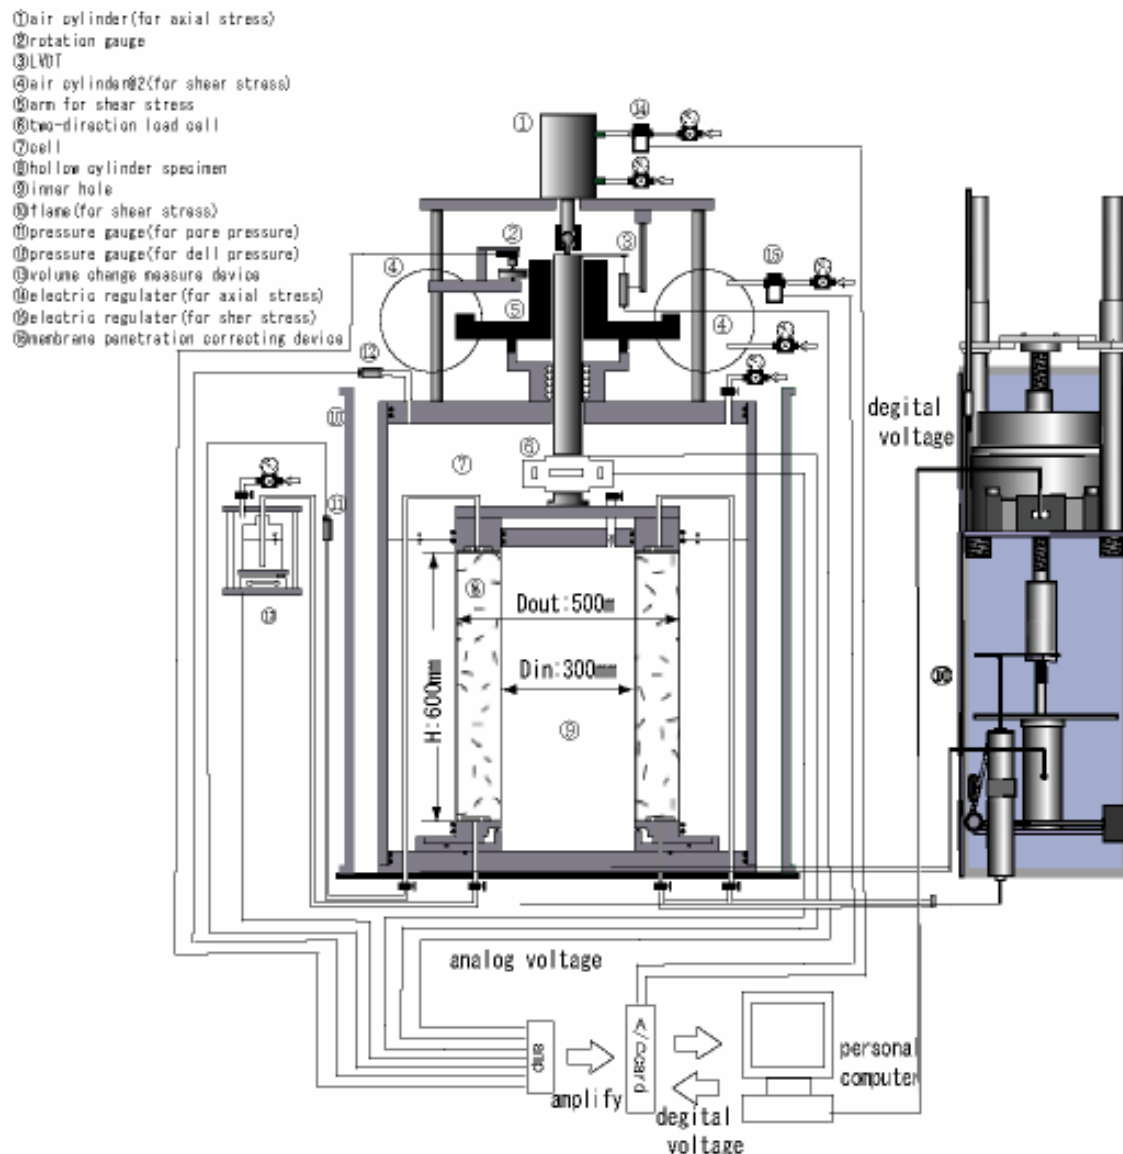 ①air cylinder(for axial stress)
②rotation gauge
③LVDT
④air cylinder@2(for shear stress)
⑤arm for shear stress
⑥two-direction load cell
⑦cell
⑧hollow cylinder specimen
⑨inner hole
⑩flame(for shear stress)
⑪pressure gauge(for pore pressure)
⑫pressure gauge(for dell pressure)
⑬volume change measure device
⑭electric regulater(for axial stress)
⑮electric regulater(for sher stress)
⑯membrane penetration correcting device
①
⑭
②
③
④
⑮
⑤
④
⑫
⑩
degital
voltage
⑥
⑦
⑪
⑧
Dout:500m
⑬
Din:300mm
H:600mm
⑯
⑨
analog voltage
amp
amplify
A/Dcard
degital
voltage
personal
computer